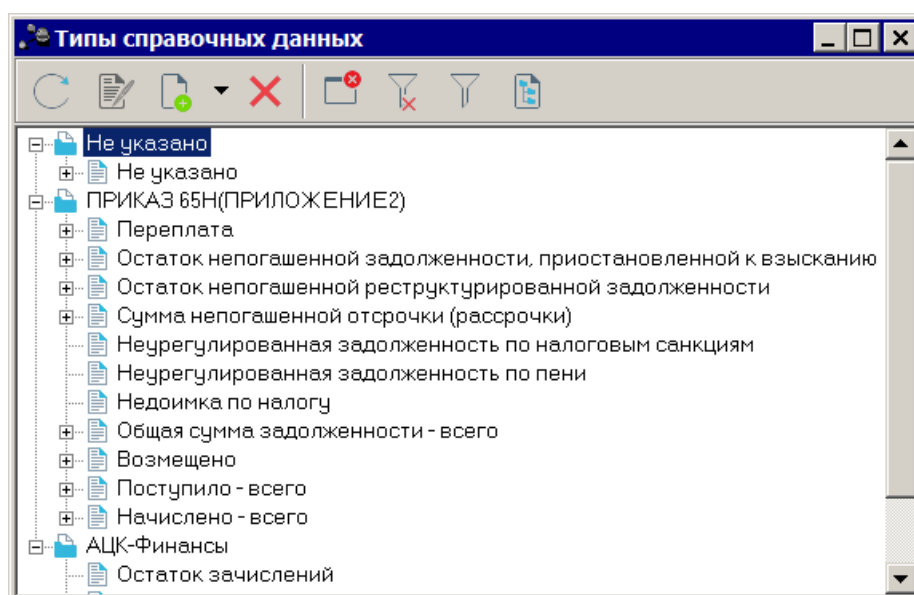 Типы справочных данных
Не указано
Не указано
ПРИКАЗ 65Н(ПРИЛОЖЕНИЕ2)
Переплата
Остаток непогашенной задолженности, приостановленной к взысканию
Остаток непогашенной реструктурированной задолженности
Сумма непогашенной отсрочки (рассрочки)
Неурегулированная задолженность по налоговым санкциям
Неурегулированная задолженность по пени
Недоимка по налогу
Общая сумма задолженности - всего
Возмещено
Поступило - всего
Начислено - всего
АЦК-Финансы
Остаток зачислений